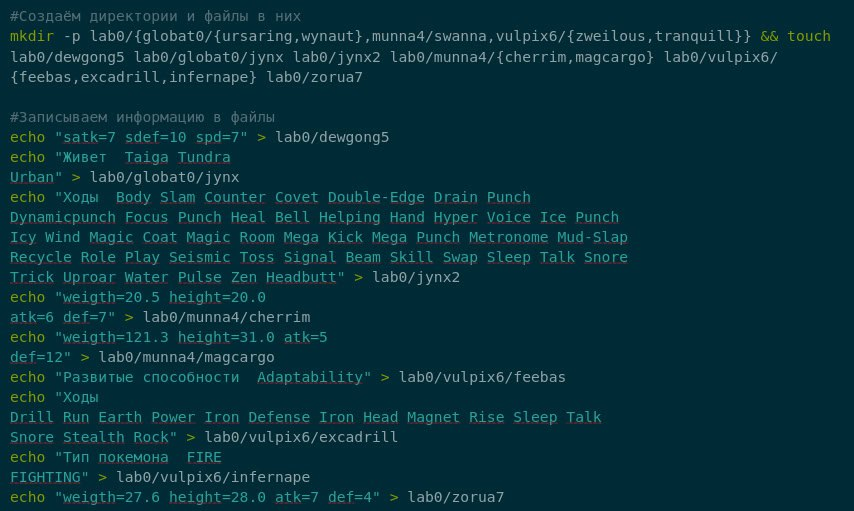 #Создаём директории и файлы в них
mkdir -p lab0/{globat0/{ursaring,wynaut},munna4/swanna,vulpix6/{zweilous,tranquill}} && touch
lab0/dewgong5 lab0/globat0/jynx lab0/jynx2 lab0/munna4/{cherrim,magcargo} lab0/vulpix6/
{feebas,excadrill,infernape} lab0/zorua7

#Записываем информацию в файлы
echo "satk=7 sdef=10 spd=7" > lab0/dewgong5
echo "Живет  Taiga Tundra
Urban" > lab0/globat0/jynx
echo "Ходы  Body Slam Counter Covet Double-Edge Drain Punch
Dynamicpunch Focus Punch Heal Bell Helping Hand Hyper Voice Ice Punch
Icy Wind Magic Coat Magic Room Mega Kick Mega Punch Metronome Mud-Slap
Recycle Role Play Seismic Toss Signal Beam Skill Swap Sleep Talk Snore
Trick Uproar Water Pulse Zen Headbutt" > lab0/jynx2
echo "weigth=20.5 height=20.0
atk=6 def=7" > lab0/munna4/cherrim
echo "weigth=121.3 height=31.0 atk=5
def=12" > lab0/munna4/magcargo
echo "Развитые способности  Adaptability" > lab0/vulpix6/feebas
echo "Ходы
Drill Run Earth Power Iron Defense Iron Head Magnet Rise Sleep Talk
Snore Stealth Rock" > lab0/vulpix6/excadrill
echo "Тип покемона  FIRE
FIGHTING" > lab0/vulpix6/infernape
echo "weigth=27.6 height=28.0 atk=7 def=4" > lab0/zorua7